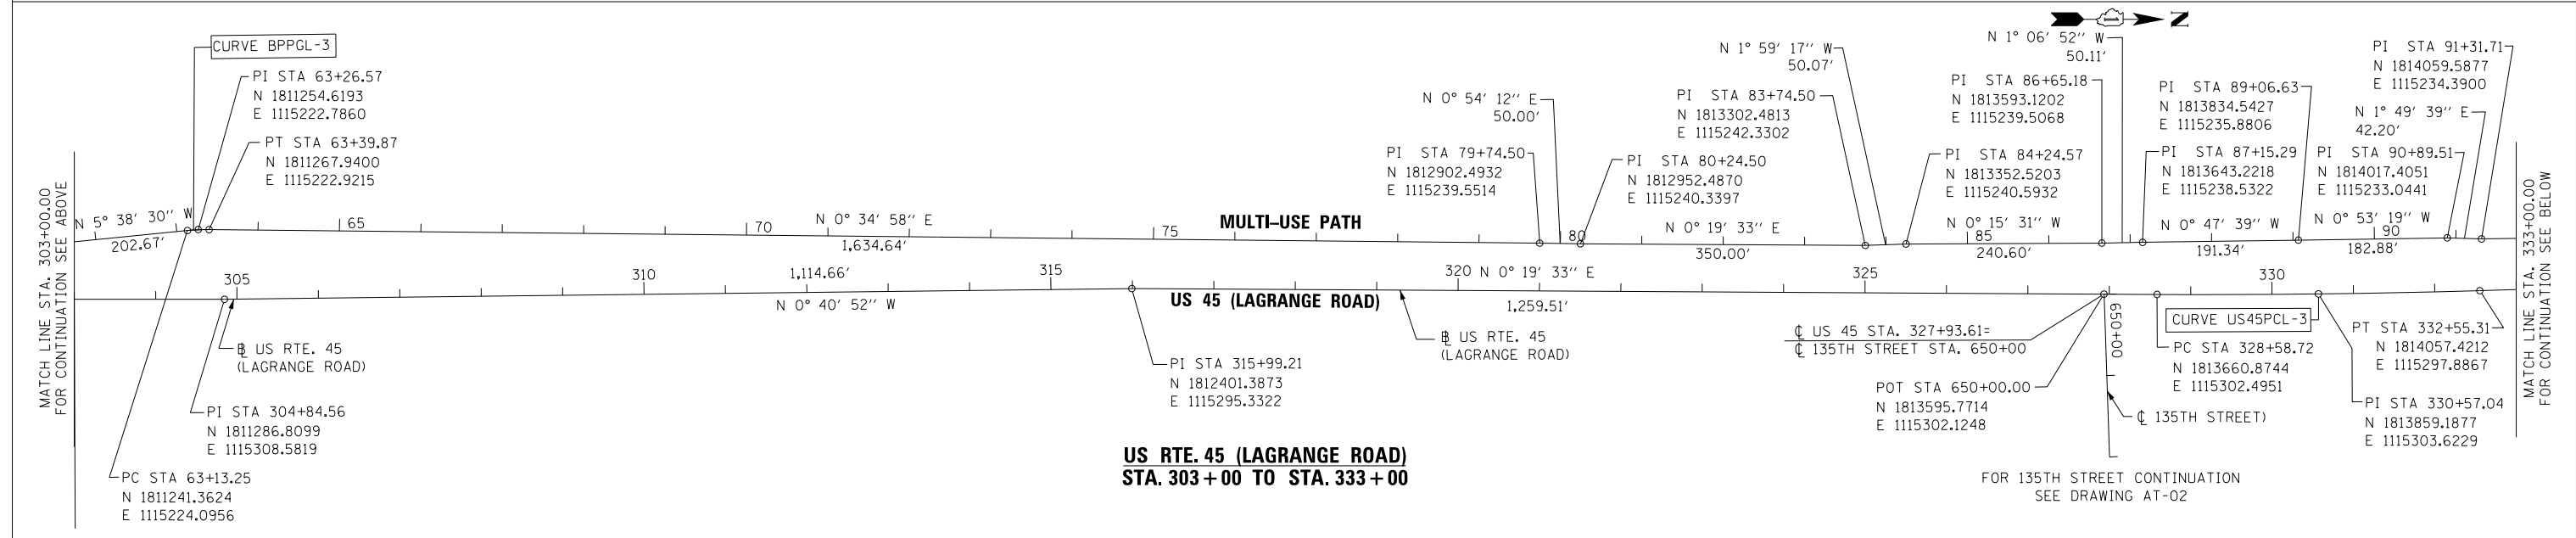 CURVE BPPGL-3
PI STA 63+26.57
N 1811254.6193
E 1115222.7860
PT STA 63+39.87
N 1811267.9400
E 1115222.9215
N 0° 54′ 12′′ E
50.00′
PI STA 79+74.50
N 1812902.4932
E 1115239.5514
PI STA 80+24.50
N 1812952.4870
E 1115240.3397
N 1° 59′ 17′′ W
50.07′
PI STA 83+74.50
N 1813302.4813
E 1115242.3302
PI STA 84+24.57
N 1813352.5203
E 1115240.5932
N
N 1° 06′ 52′′ W
50.11′
PI STA 86+65.18
N 1813593.1202
E 1115239.5068
PI STA 87+15.29
N 1813643.2218
E 1115238.5322
PI STA 89+06.63
N 1813834.5427
E 1115235.8806
PI STA 91+31.71
N 1814059.5877
E 1115234.3900
N 1° 49′ 39′′ E
42.20′
PI STA 90+89.51
N 1814017.4051
E 1115233.0441
MATCH LINE STA. 303+00.00
FOR CONTINUATION SEE ABOVE
N 5° 38′ 30′′ W
202.67′
65
70
N 0° 34′ 58′′ E
1,634.64′
75
MULTI-USE PATH
80
N 0° 19′ 33′′ E
350.00′
N 0° 15′ 31′′ W
85
240.60′
N 0° 47′ 39′′ W
191.34′
N 0° 53′ 19′′ W
90
182.88′
305
310
1,114.66′
N 0° 40′ 52′′ W
315
US 45 (LAGRANGE ROAD)
320
N 0° 19′ 33′′ E
1,259.51′
325
330
US RTE. 45
(LAGRANGE ROAD)
PI STA 304+84.56
N 1811286.8099
E 1115308.5819
PC STA 63+13.25
N 1811241.3624
E 1115224.0956
PI STA 315+99.21
N 1812401.3873
E 1115295.3322
US RTE. 45
(LAGRANGE ROAD)
℄ US 45 STA. 327+93.61=
℄ 135TH STREET STA. 650+00
POT STA 650+00.00
N 1813595.7714
E 1115302.1248
650+00
℄ 135TH STREET)
CURVE US45PCL-3
PC STA 328+58.72
N 1813660.8744
E 1115302.4951
PT STA 332+55.31
N 1814057.4212
E 1115297.8867
PI STA 330+57.04
N 1813859.1877
E 1115303.6229
MATCH LINE STA. 333+00.00
FOR CONTINUATION SEE BELOW
FOR 135TH STREET CONTINUATION
SEE DRAWING AT-02
US RTE. 45 (LAGRANGE ROAD)
STA. 303+00 TO STA. 333+00